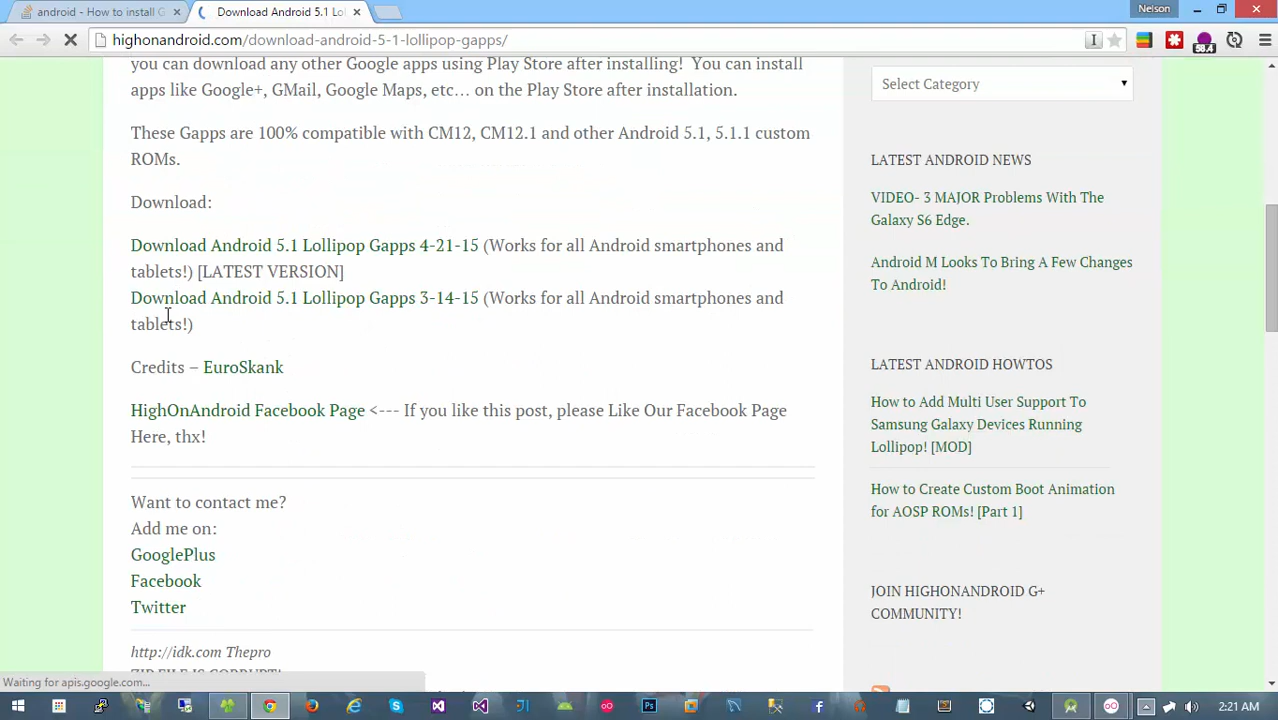 android - How to install G
Download Android 5.1 Lol
Nelson
highonandroid.com/download-android-5-1-lollipop-gapps/
58.4
you can download any other Google apps using Play Store after installing!  You can install
apps like Google+, GMail, Google Maps, etc… on the Play Store after installation.
These Gapps are 100% compatible with CM12, CM12.1 and other Android 5.1, 5.1.1 custom
ROMs.
Download:
Download Android 5.1 Lollipop Gapps 4-21-15 (Works for all Android smartphones and
tablets!) [LATEST VERSION]
Download Android 5.1 Lollipop Gapps 3-14-15 (Works for all Android smartphones and
tablets!)
Credits – EuroSkank
HighOnAndroid Facebook Page <--- If you like this post, please Like Our Facebook Page
Here, thx!
Want to contact me?
Add me on:
GooglePlus
Facebook
Twitter
http://idk.com Thepro
ZIP FILE IS CORRUPT!
Select Category
LATEST ANDROID NEWS
VIDEO- 3 MAJOR Problems With The
Galaxy S6 Edge.
Android M Looks To Bring A Few Changes
To Android!
LATEST ANDROID HOWTOS
How to Add Multi User Support To
Samsung Galaxy Devices Running
Lollipop! [MOD]
How to Create Custom Boot Animation
for AOSP ROMs! [Part 1]
JOIN HIGHONANDROID G+
COMMUNITY!
Waiting for apis.google.com...
2:21 AM